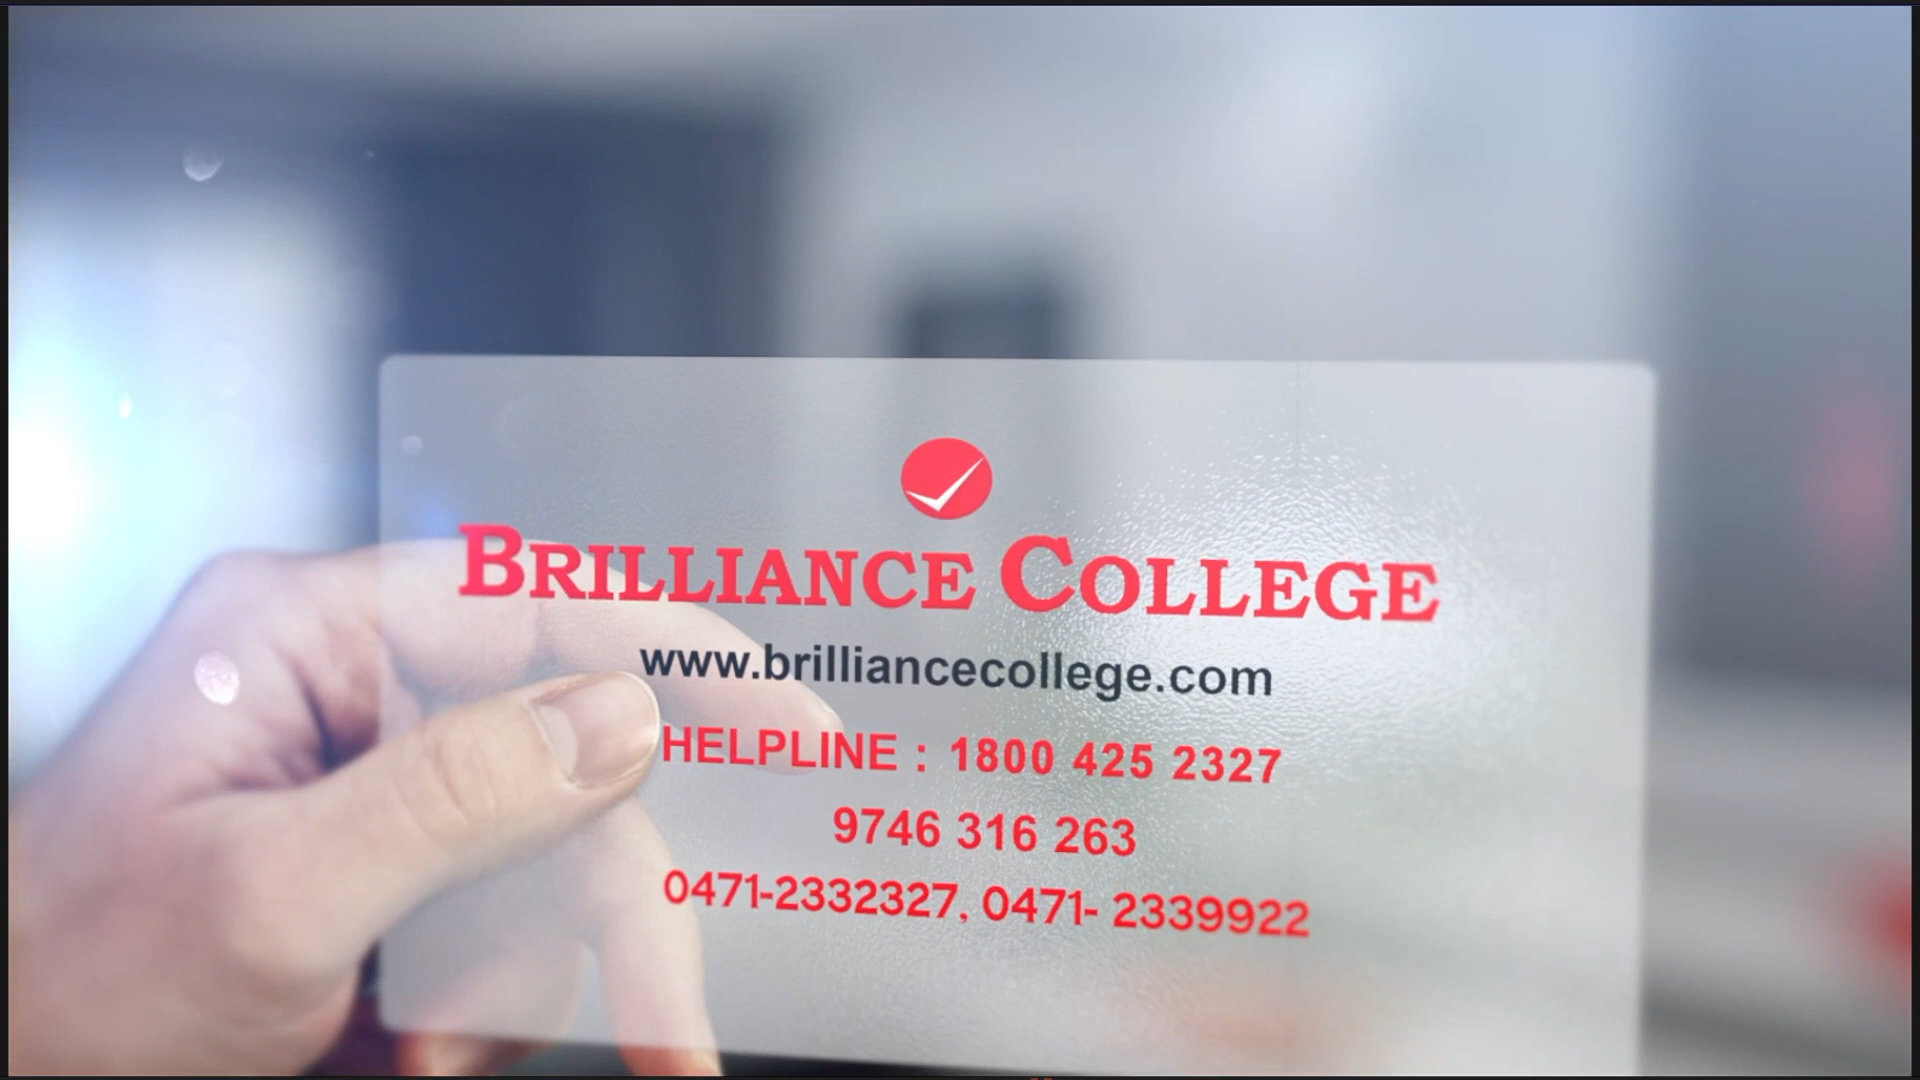 BRILLIANCE COLLEGE
www.brilliancecollege.com
HELPLINE : 1800 425 2327
9746 316 263
0471-2332327, 0471- 2339922